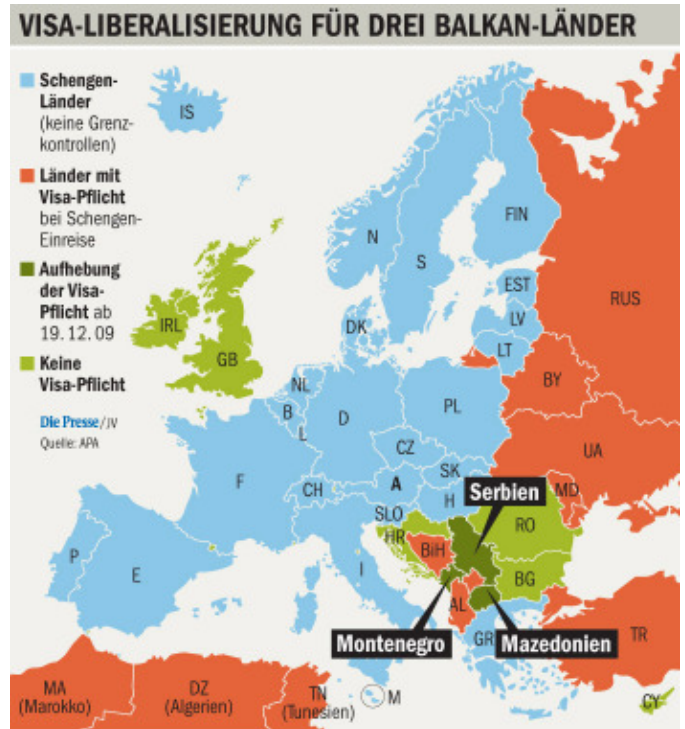 VISA-LIBERALISIERUNG FÜR DREI BALKAN-LÄNDER
Schengen-
Länder
(keine Grenz-
kontrollen)
Länder mit
Visa-Pflicht
bei Schengen-
Einreise
Aufhebung
der Visa-
Pflicht ab
19.12.09
Keine
Visa-Pflicht
Die Presse/JV
Quelle: APA
IS
N
S
FIN
RUS
EST
LV
LT
DK
IRL
GB
NL
B
L
D
PL
BY
CZ
UA
SK
F
CH
A
H
MD
Serbien
SLO
HR
RO
BiH
P
E
I
BG
AL
Montenegro
GR
Mazedonien
TR
MA
(Marokko)
DZ
(Algerien)
TN
(Tunesien)
M
CY